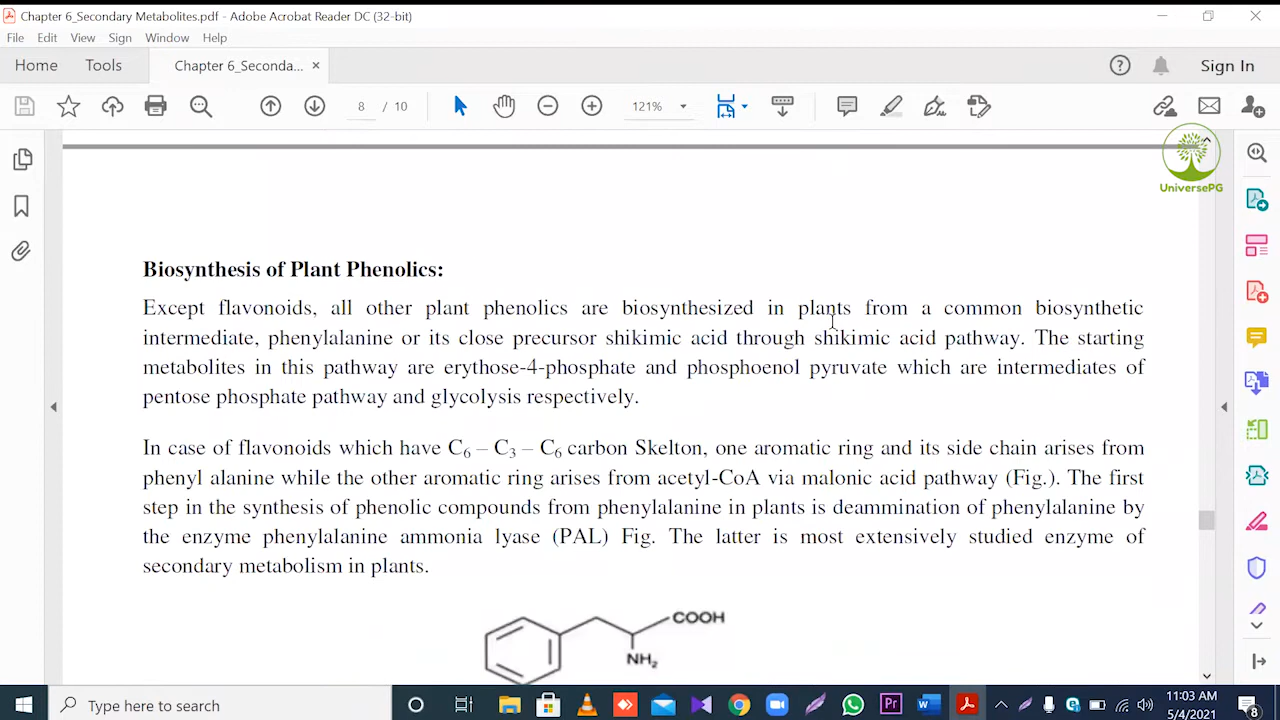 Chapter 6_Secondary Metabolites.pdf - Adobe Acrobat Reader DC (32-bit)
File Edit View Sign Window Help
Home Tools Chapter 6_Seconda... × Sign In
8 / 10 121%
UniversePG
Biosynthesis of Plant Phenolics:
Except flavonoids, all other plant phenolics are biosynthesized in plants from a common biosynthetic
intermediate, phenylalanine or its close precursor shikimic acid through shikimic acid pathway. The starting
metabolites in this pathway are erythose-4-phosphate and phosphoenol pyruvate which are intermediates of
pentose phosphate pathway and glycolysis respectively.
In case of flavonoids which have C₆ – C₃ – C₆ carbon Skelton, one aromatic ring and its side chain arises from
phenyl alanine while the other aromatic ring arises from acetyl-CoA via malonic acid pathway (Fig.). The first
step in the synthesis of phenolic compounds from phenylalanine in plants is deammination of phenylalanine by
the enzyme phenylalanine ammonia lyase (PAL) Fig. The latter is most extensively studied enzyme of
secondary metabolism in plants.
COOH
NH₂
Type here to search
Pr
11:03 AM
5/4/2021
8